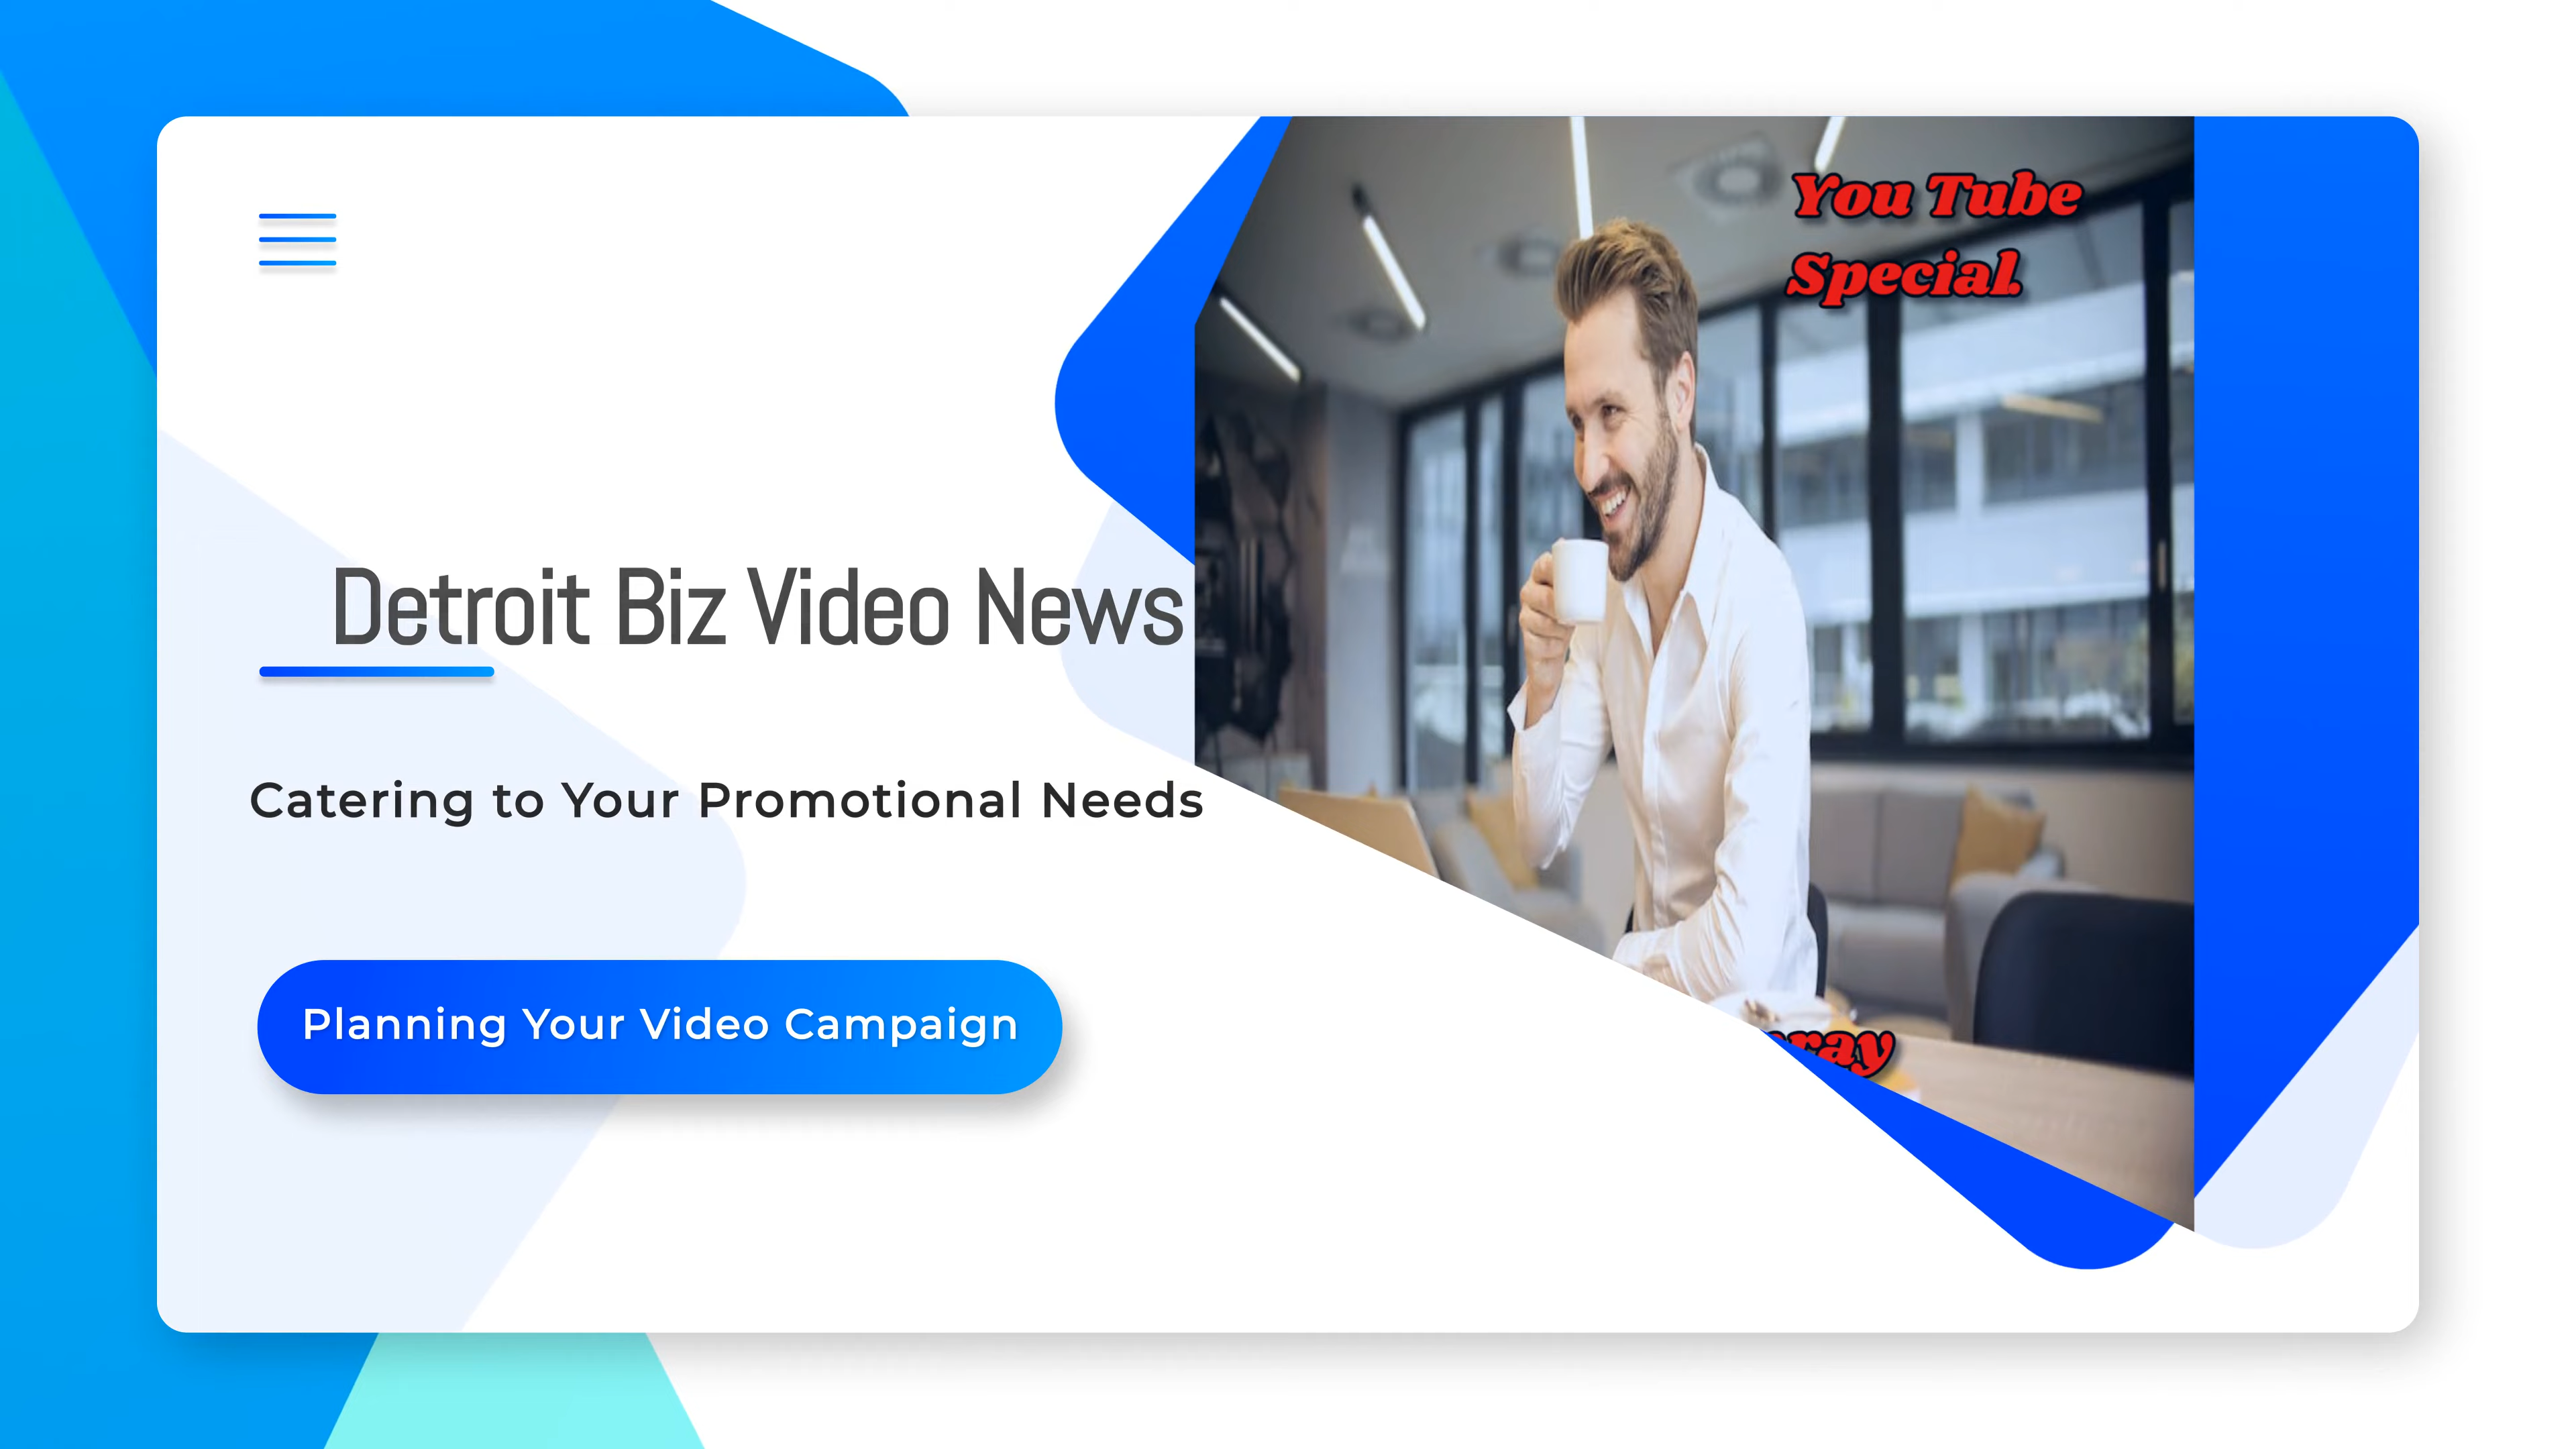 You Tube
Special.
Detroit Biz Video News
Catering to Your Promotional Needs
Planning Your Video Campaign